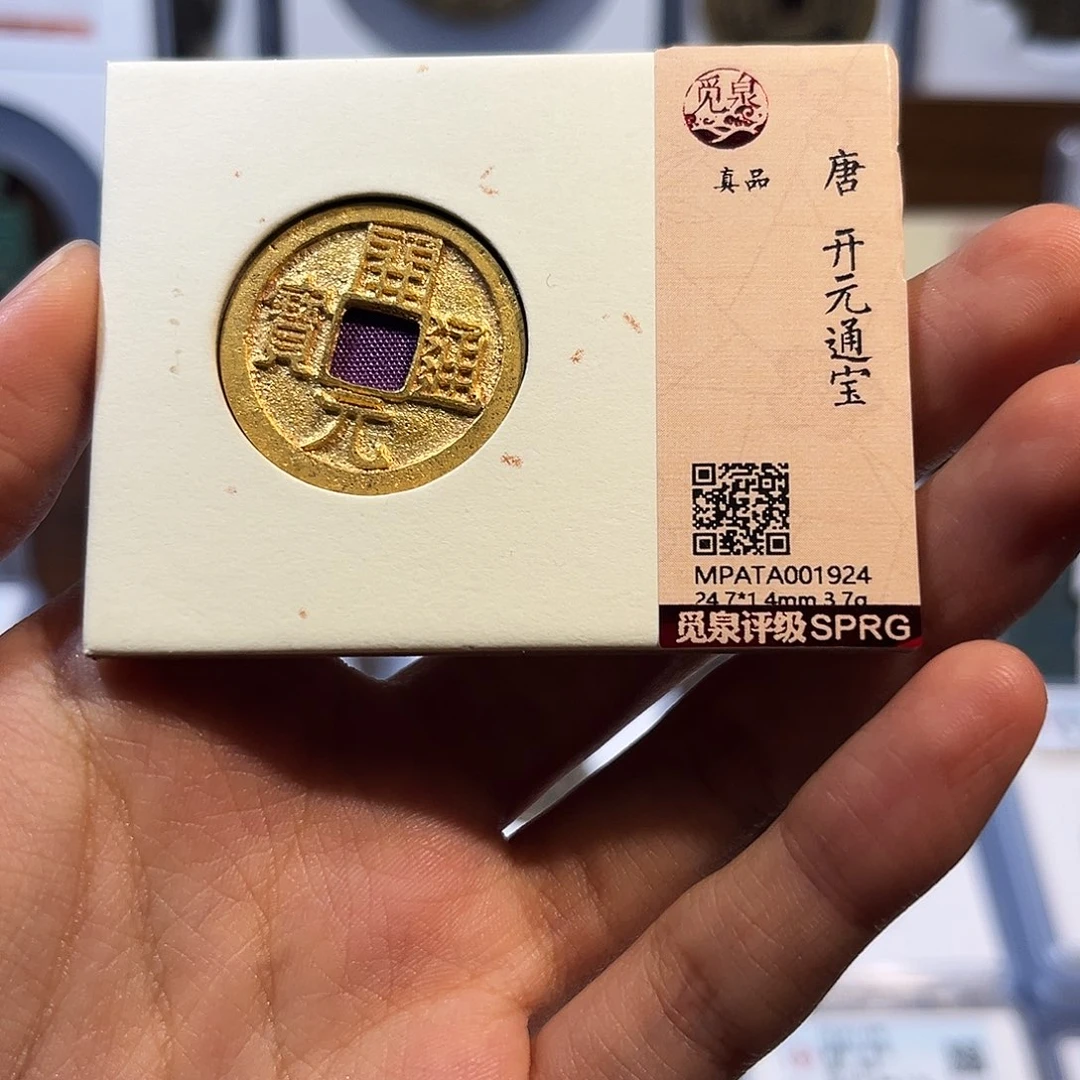 開元通寶
觅泉
真品
唐 开元通宝
MPATA001924
24.7*1.4mm 3.7g
觅泉评级SPRG